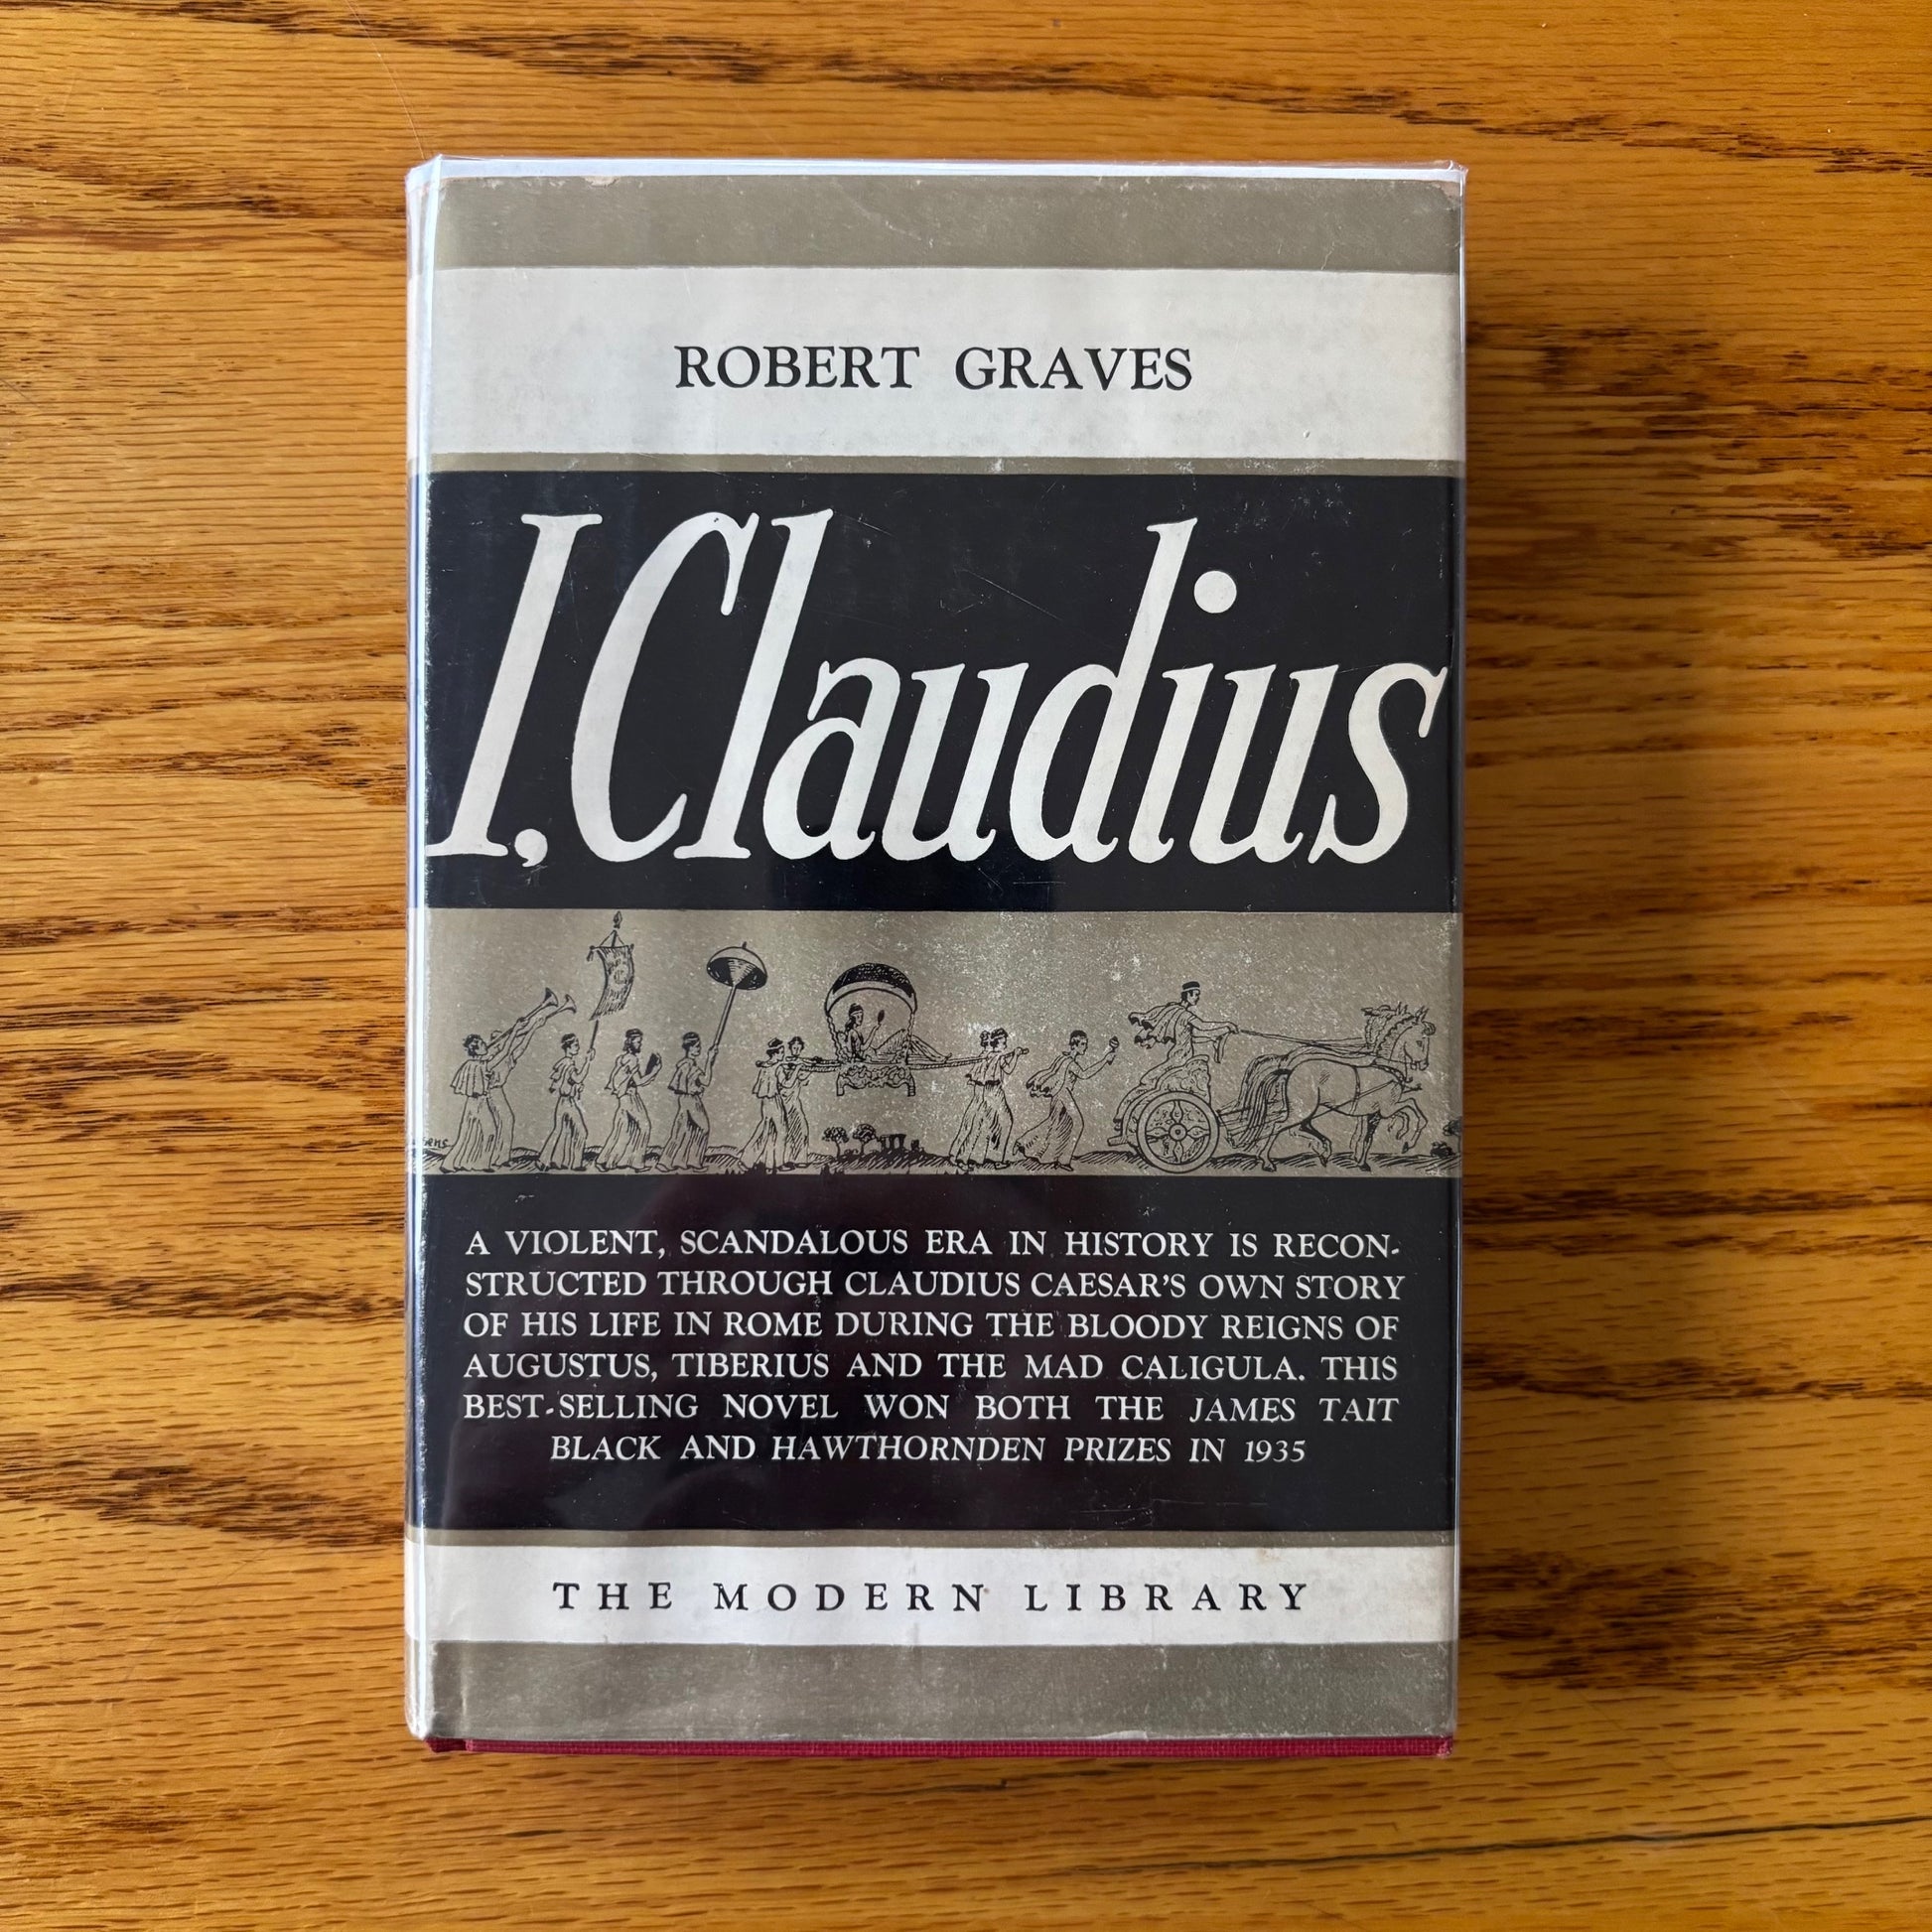 ROBERT GRAVES
I, Claudius
A VIOLENT, SCANDALOUS ERA IN HISTORY IS RECON-
STRUCTED THROUGH CLAUDIUS CAESAR'S OWN STORY
OF HIS LIFE IN ROME DURING THE BLOODY REIGNS OF
AUGUSTUS, TIBERIUS AND THE MAD CALIGULA. THIS
BEST-SELLING NOVEL WON BOTH THE JAMES TAIT
BLACK AND HAWTHORNDEN PRIZES IN 1935
THE MODERN LIBRARY